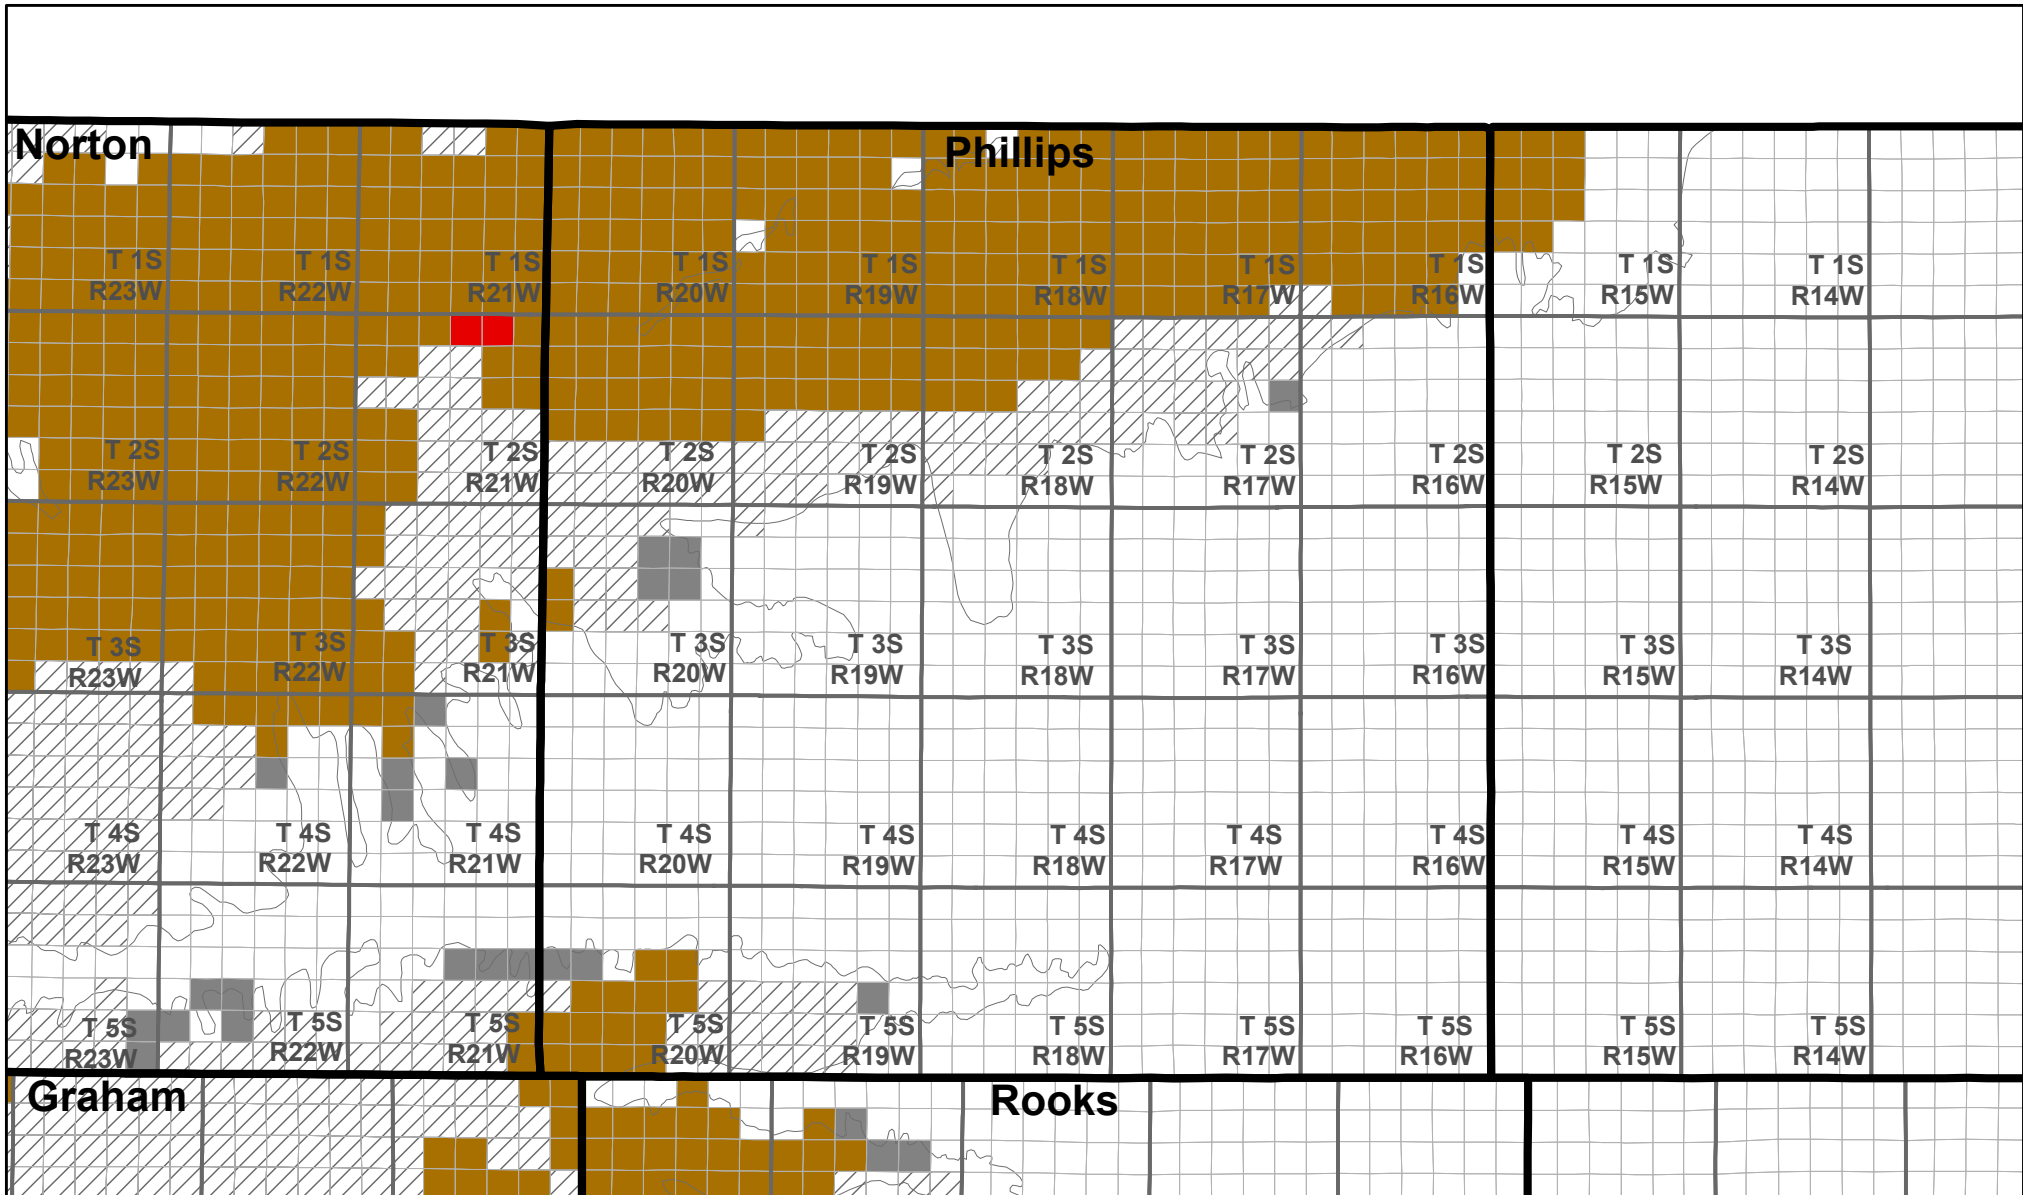 Norton
Phillips
T 1S T 1S T 1S T 1S T 1S T 1S T 1S T 1S T 1S T 1S
R23W R22W R21W R20W R19W R18W R17W R16W R15W R14W
T 2S T 2S T 2S T 2S T 2S T 2S T 2S T 2S T 2S T 2S
R23W R22W R21W R20W R19W R18W R17W R16W R15W R14W
T 3S T 3S T 3S T 3S T 3S T 3S T 3S T 3S T 3S T 3S
R23W R22W R21W R20W R19W R18W R17W R16W R15W R14W
T 4S T 4S T 4S T 4S T 4S T 4S T 4S T 4S T 4S T 4S
R23W R22W R21W R20W R19W R18W R17W R16W R15W R14W
T 5S T 5S T 5S T 5S T 5S T 5S T 5S T 5S T 5S T 5S
R23W R22W R21W R20W R19W R18W R17W R16W R15W R14W
Graham
Rooks